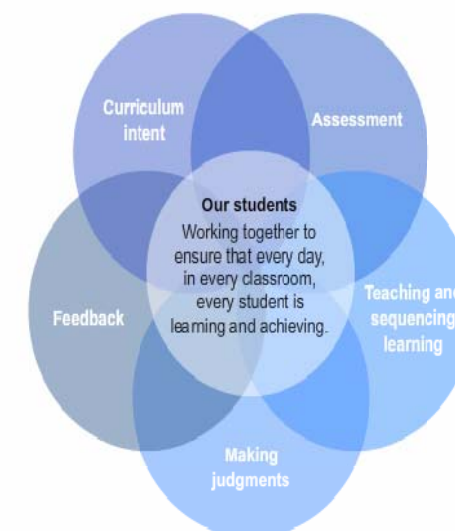 Curriculum
intent
Assessment
Our students
Working together to
ensure that every day,
in every classroom,
every student is
learning and achieving.
Feedback
Teaching and
sequencing
learning
Making
judgments